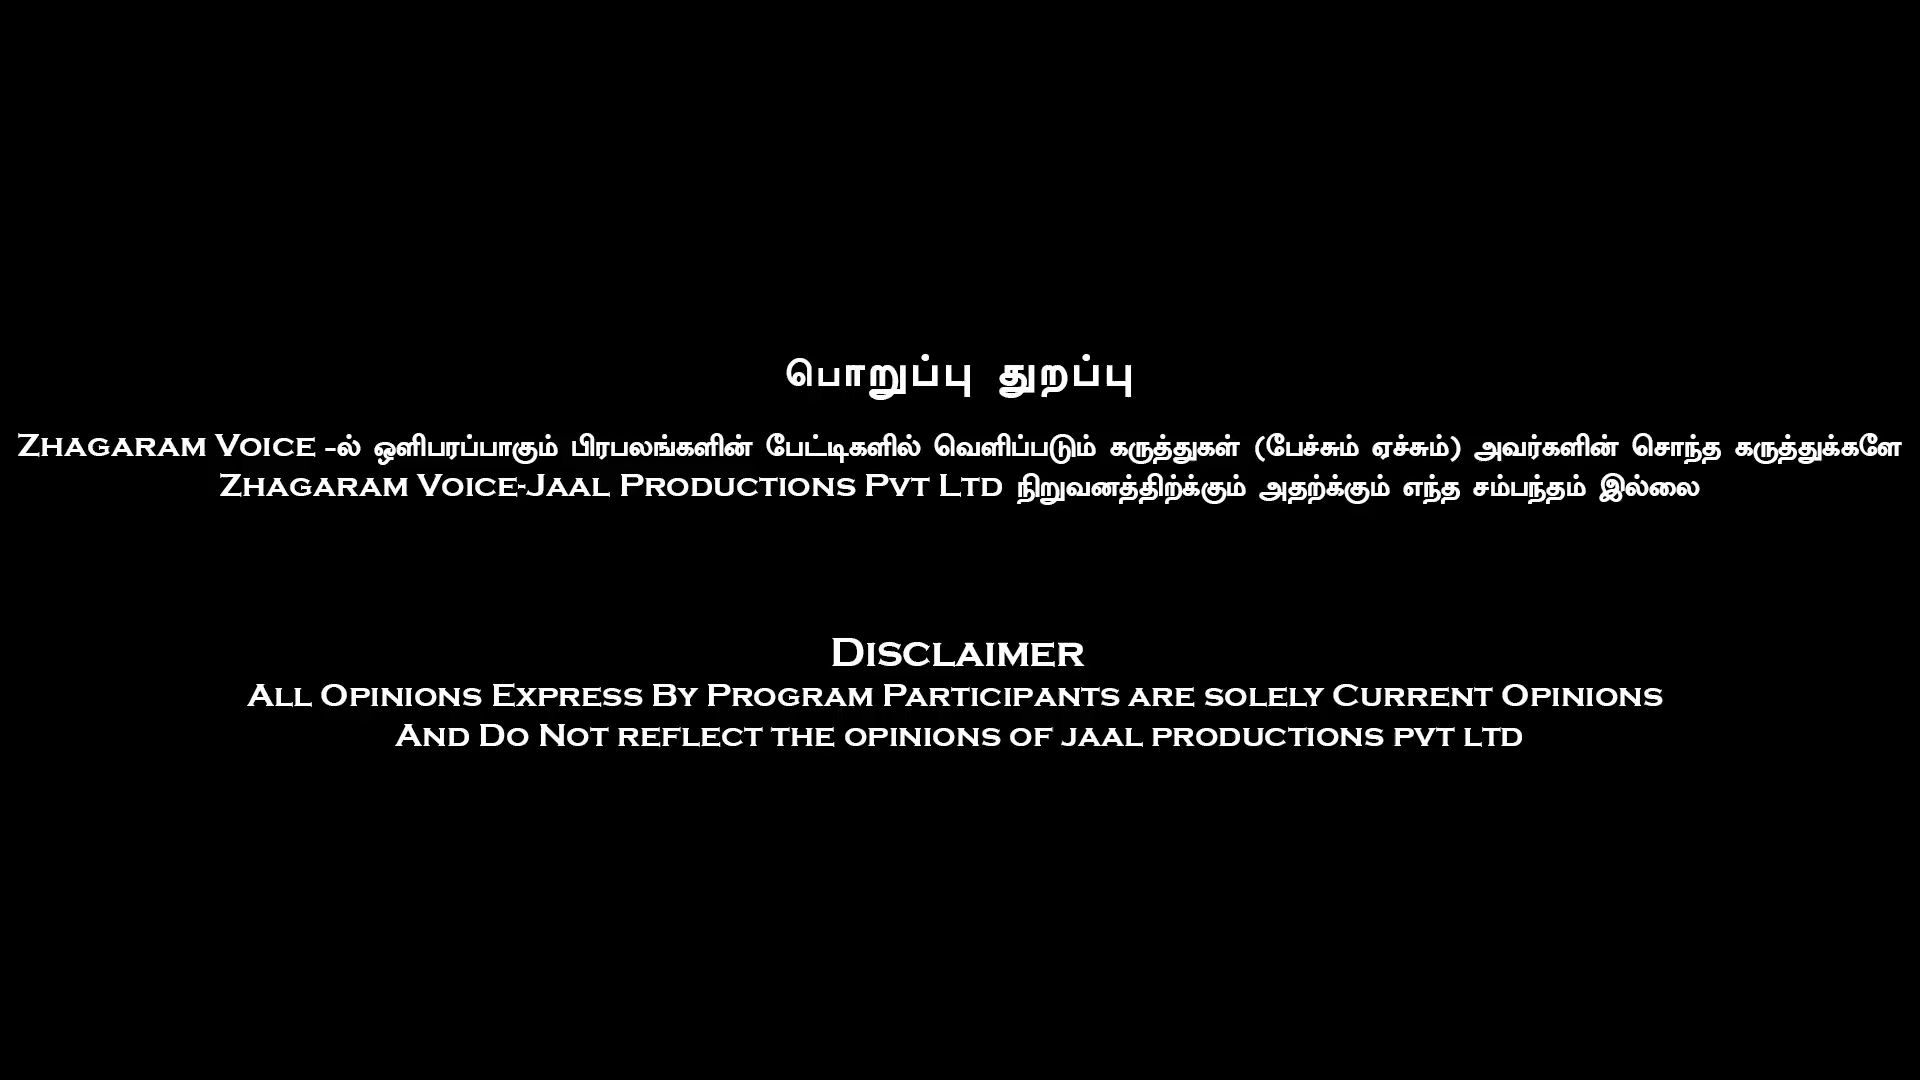 பொறுப்பு துறப்பு
Zhagaram Voice -ல் ஒளிபரப்பாகும் பிரபலங்களின் பேட்டிகளில் வெளிப்படும் கருத்துகள் (பேச்சும் ஏச்சும்) அவர்களின் சொந்த கருத்துக்களே
Zhagaram Voice-Jaal Productions Pvt Ltd நிறுவனத்திற்க்கும் அதற்க்கும் எந்த சம்பந்தம் இல்லை
Disclaimer
All Opinions Express By Program Participants are solely Current Opinions
And Do Not reflect the opinions of jaal productions pvt ltd